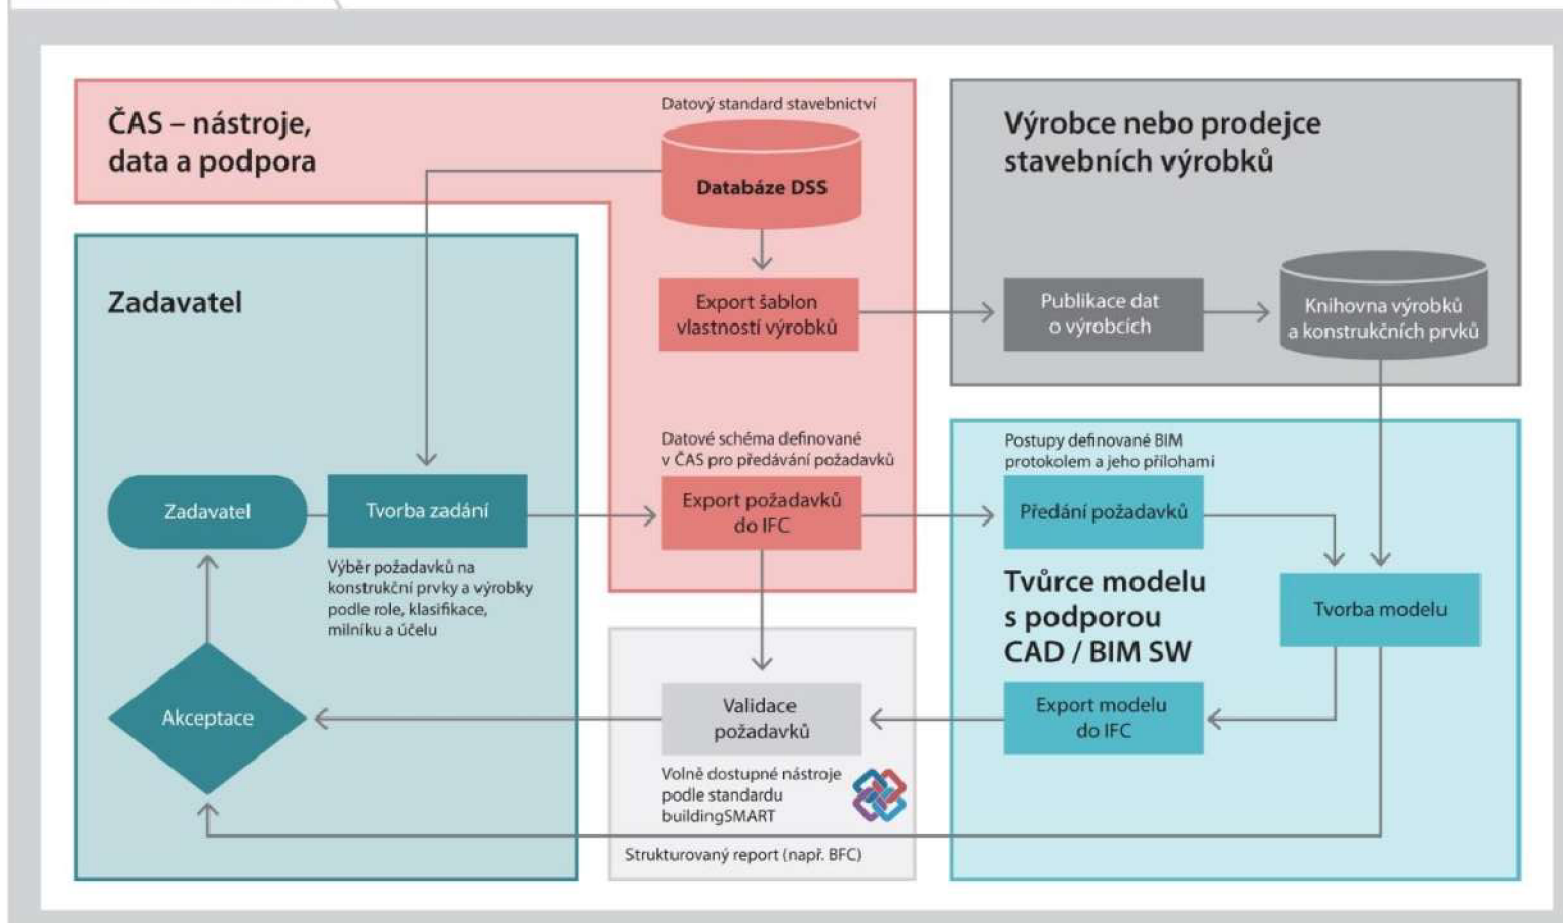 ČAS – nástroje,
data a podpora
Datový standard stavebnictví
Databáze DSS
Export šablon
vlastností výrobků
Výrobce nebo prodejce
stavebních výrobků
Publikace dat
o výrobcích
Knihovna výrobků
a konstrukčních prvků
Zadavatel
Zadavatel
Tvorba zadání
Výběr požadavků na
konstrukční prvky a výrobky
podle role, klasifikace,
milníku a účelu
Akceptace
Datové schéma definované
v ČAS pro předávání požadavků
Export požadavků
do IFC
Postupy definované BIM
protokolem a jeho přílohami
Předání požadavků
Tvůrce modelu
s podporou
CAD / BIM SW
Tvorba modelu
Export modelu
do IFC
Validace
požadavků
Volně dostupné nástroje
podle standardu
buildingSMART
Strukturovaný report (např. BFC)